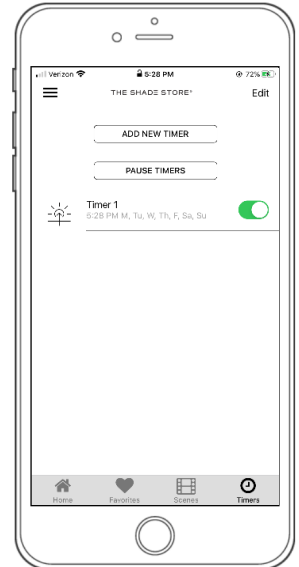 Verizon 5:28 PM 72%
THE SHADE STORE® Edit
ADD NEW TIMER
PAUSE TIMERS
Timer 1
5:28 PM M, Tu, W, Th, F, Sa, Su
Home Favorites Scenes Timers